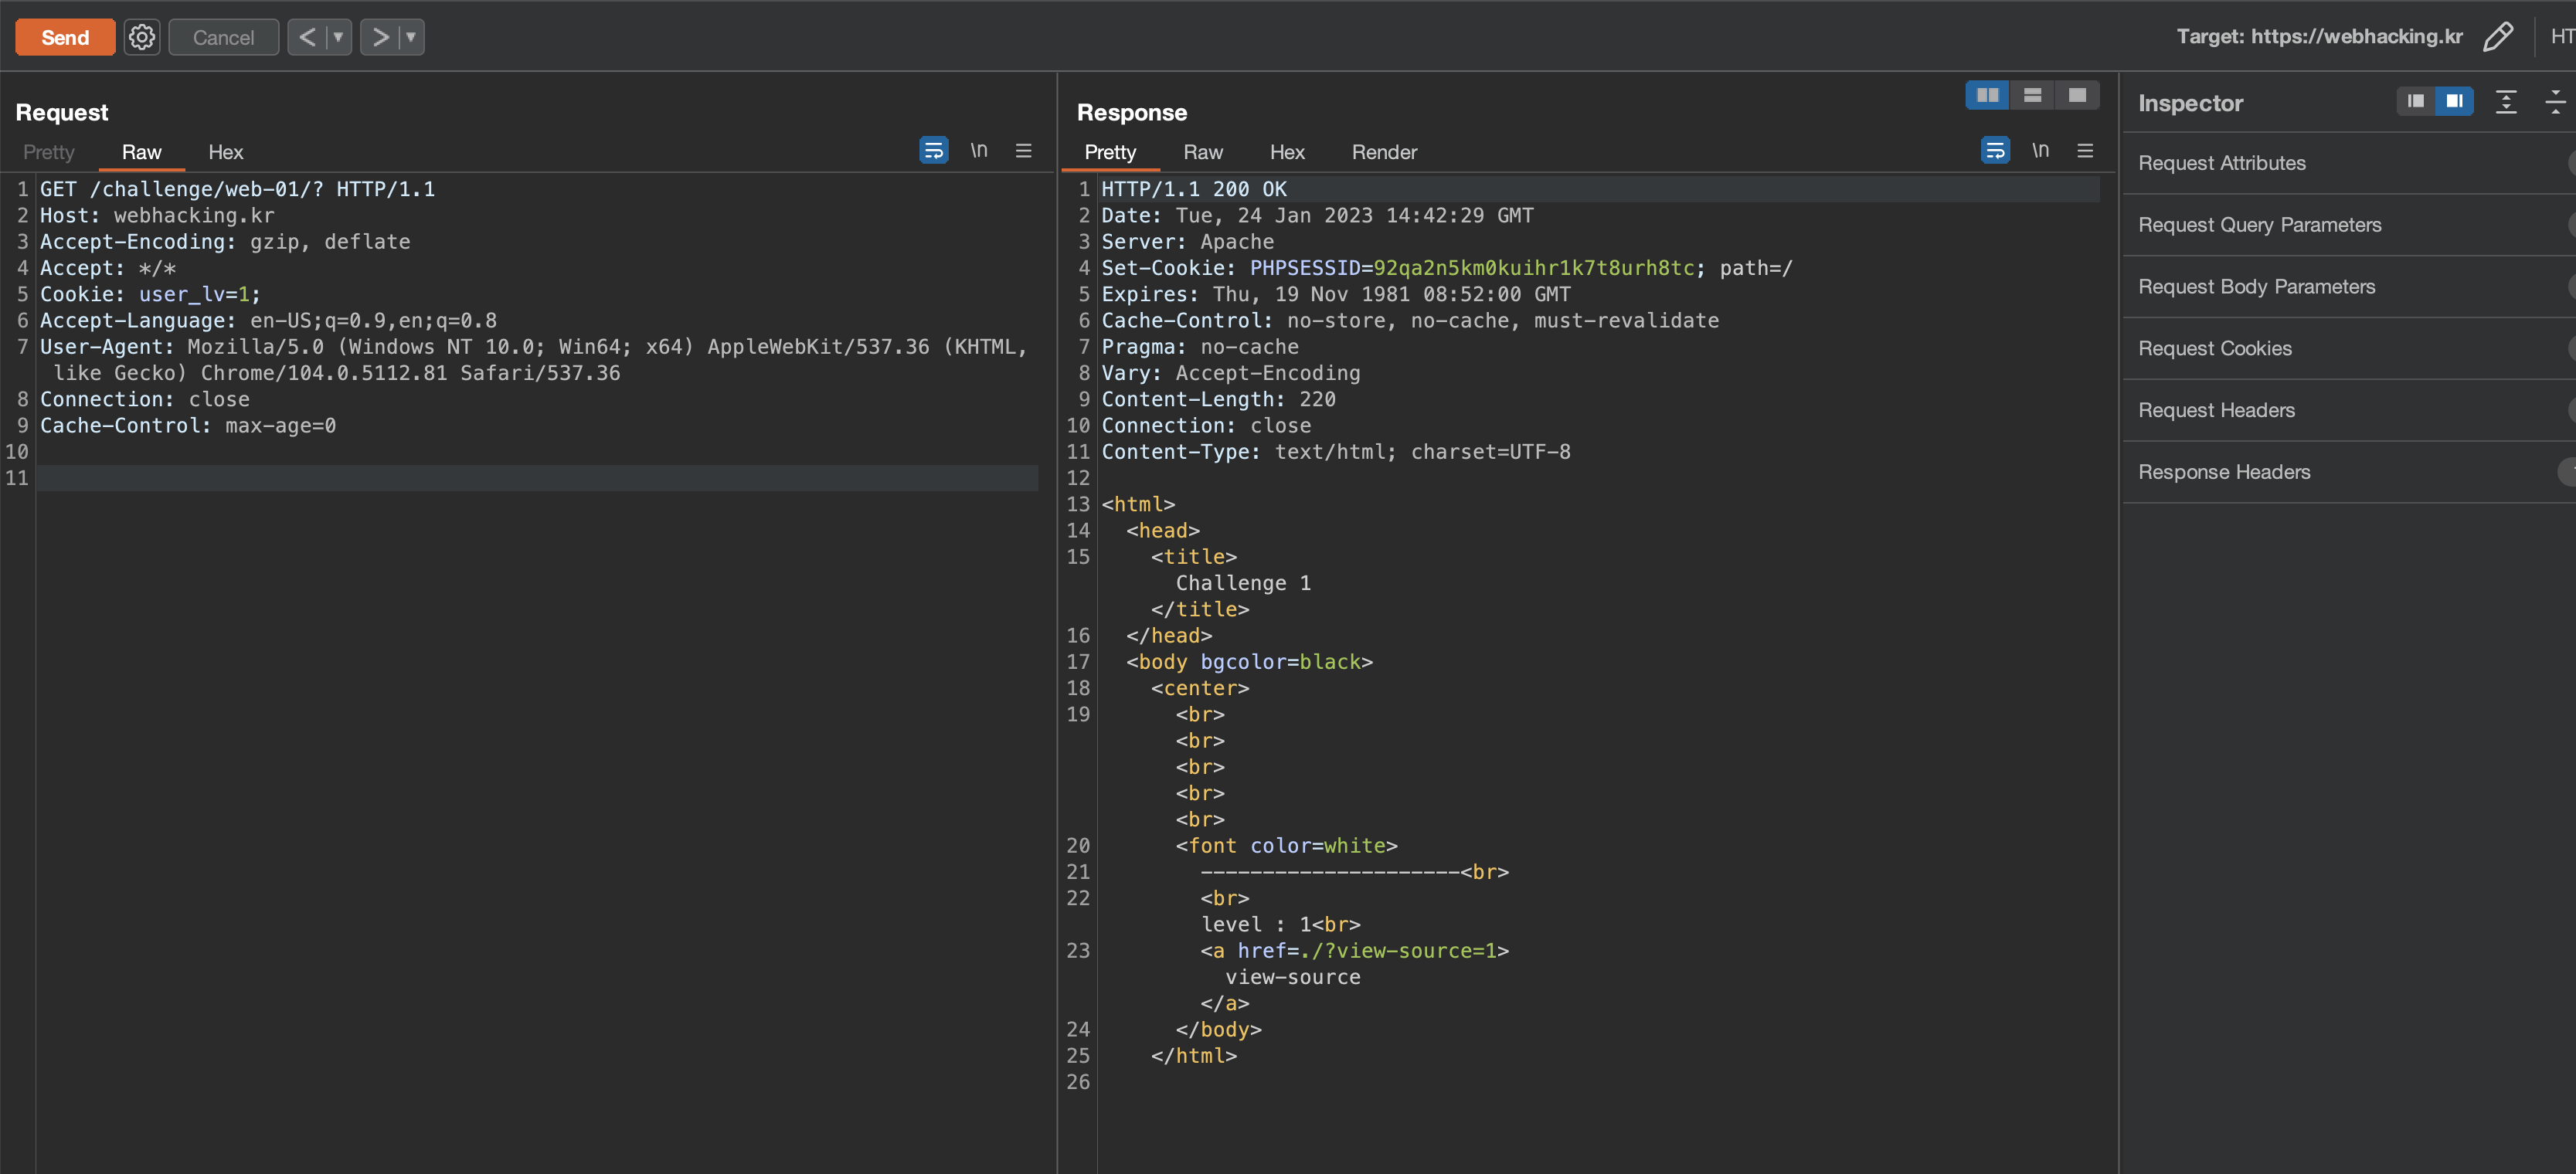 Send Cancel < > Target: https://webhacking.kr HT
Request
Pretty Raw Hex \n
1 GET /challenge/web-01/? HTTP/1.1
2 Host: webhacking.kr
3 Accept-Encoding: gzip, deflate
4 Accept: */*
5 Cookie: user_lv=1;
6 Accept-Language: en-US;q=0.9,en;q=0.8
7 User-Agent: Mozilla/5.0 (Windows NT 10.0; Win64; x64) AppleWebKit/537.36 (KHTML,
like Gecko) Chrome/104.0.5112.81 Safari/537.36
8 Connection: close
9 Cache-Control: max-age=0
10
11
Response
Pretty Raw Hex Render \n
1 HTTP/1.1 200 OK
2 Date: Tue, 24 Jan 2023 14:42:29 GMT
3 Server: Apache
4 Set-Cookie: PHPSESSID=92qa2n5km0kuihr1k7t8urh8tc; path=/
5 Expires: Thu, 19 Nov 1981 08:52:00 GMT
6 Cache-Control: no-store, no-cache, must-revalidate
7 Pragma: no-cache
8 Vary: Accept-Encoding
9 Content-Length: 220
10 Connection: close
11 Content-Type: text/html; charset=UTF-8
12
13 <html>
14 <head>
15 <title>
Challenge 1
</title>
16 </head>
17 <body bgcolor=black>
18 <center>
19 <br>
<br>
<br>
<br>
<br>
20 <font color=white>
21 ---------------------<br>
22 <br>
level : 1<br>
23 <a href=./?view-source=1>
view-source
</a>
24 </body>
25 </html>
26
Inspector
Request Attributes
Request Query Parameters
Request Body Parameters
Request Cookies
Request Headers
Response Headers